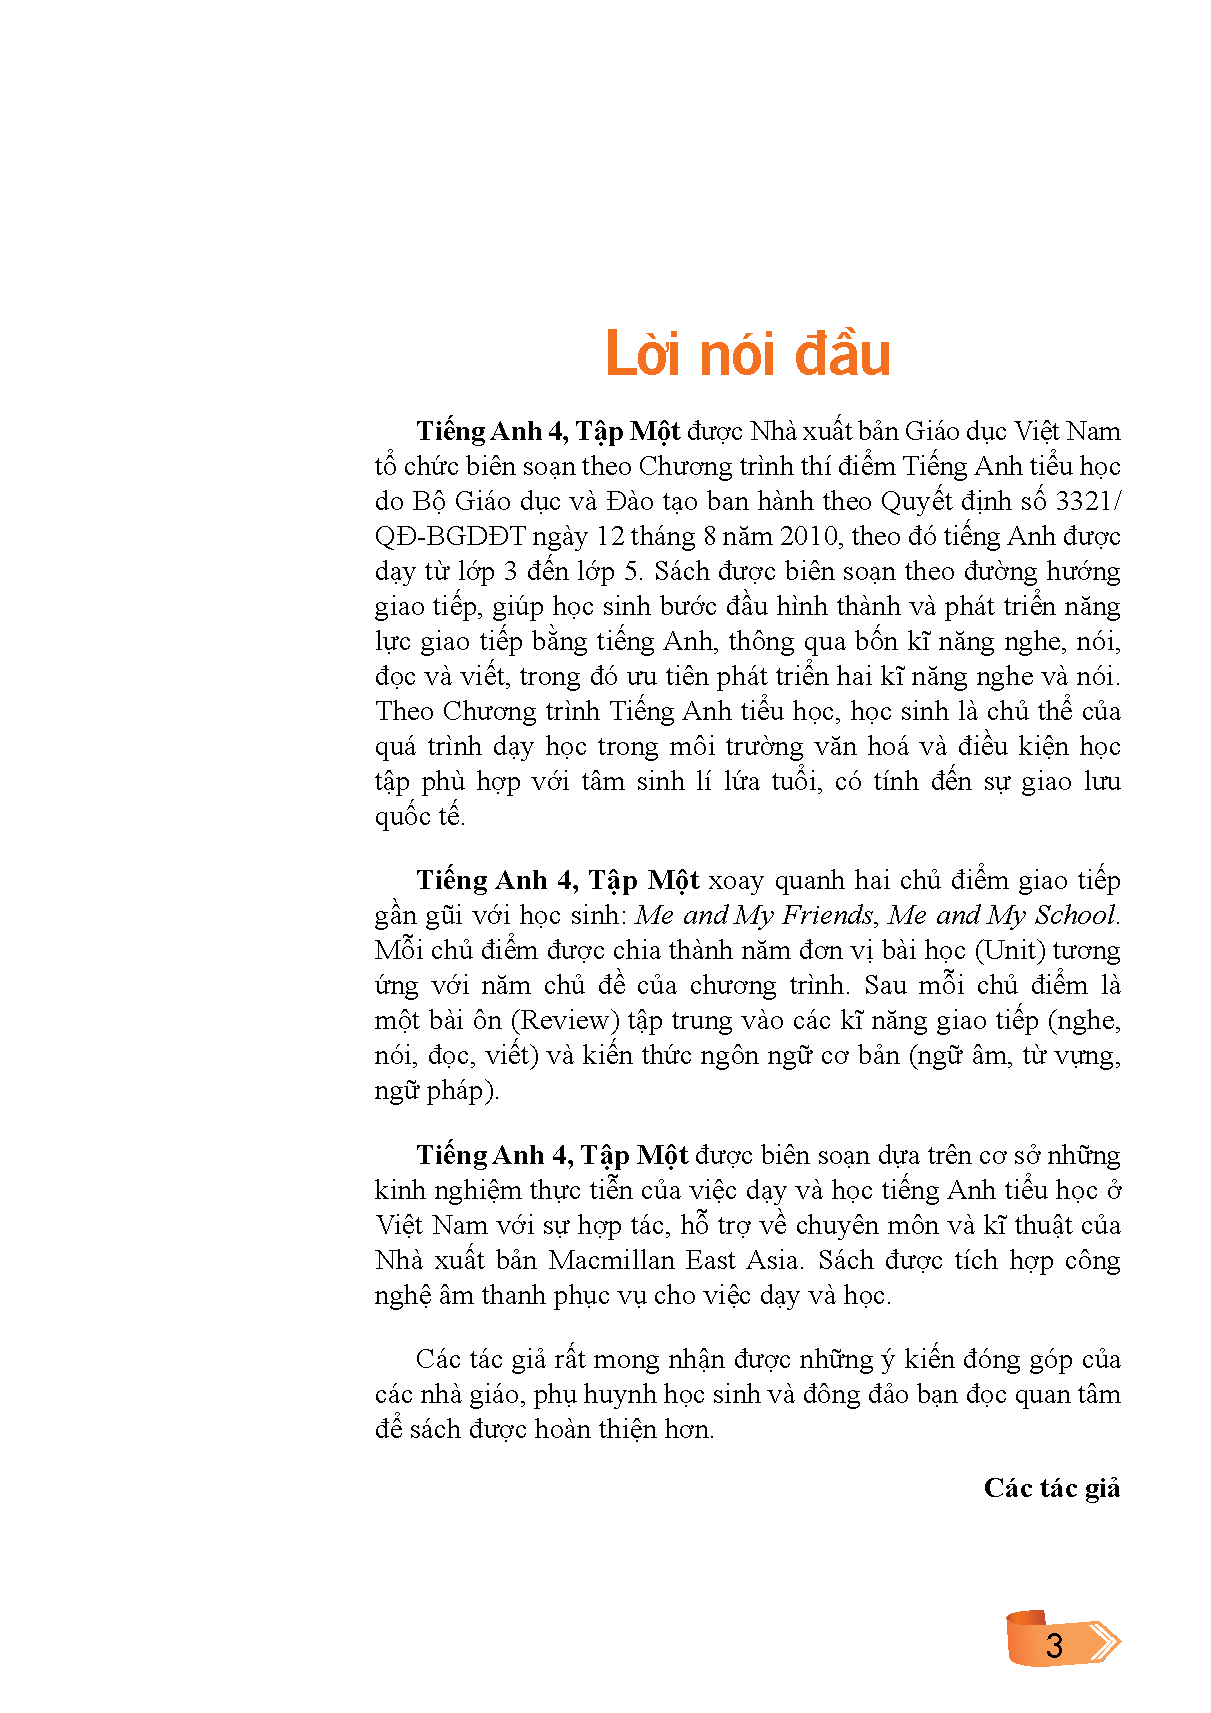 Lời nói đầu
Tiếng Anh 4, Tập Một được Nhà xuất bản Giáo dục Việt Nam
tổ chức biên soạn theo Chương trình thí điểm Tiếng Anh tiểu học
do Bộ Giáo dục và Đào tạo ban hành theo Quyết định số 3321/
QĐ-BGDĐT ngày 12 tháng 8 năm 2010, theo đó tiếng Anh được
dạy từ lớp 3 đến lớp 5. Sách được biên soạn theo đường hướng
giao tiếp, giúp học sinh bước đầu hình thành và phát triển năng
lực giao tiếp bằng tiếng Anh, thông qua bốn kĩ năng nghe, nói,
đọc và viết, trong đó ưu tiên phát triển hai kĩ năng nghe và nói.
Theo Chương trình Tiếng Anh tiểu học, học sinh là chủ thể của
quá trình dạy học trong môi trường văn hoá và điều kiện học
tập phù hợp với tâm sinh lí lứa tuổi, có tính đến sự giao lưu
quốc tế.
Tiếng Anh 4, Tập Một xoay quanh hai chủ điểm giao tiếp
gần gũi với học sinh: Me and My Friends, Me and My School.
Mỗi chủ điểm được chia thành năm đơn vị bài học (Unit) tương
ứng với năm chủ đề của chương trình. Sau mỗi chủ điểm là
một bài ôn (Review) tập trung vào các kĩ năng giao tiếp (nghe,
nói, đọc, viết) và kiến thức ngôn ngữ cơ bản (ngữ âm, từ vựng,
ngữ pháp).
Tiếng Anh 4, Tập Một được biên soạn dựa trên cơ sở những
kinh nghiệm thực tiễn của việc dạy và học tiếng Anh tiểu học ở
Việt Nam với sự hợp tác, hỗ trợ về chuyên môn và kĩ thuật của
Nhà xuất bản Macmillan East Asia. Sách được tích hợp công
nghệ âm thanh phục vụ cho việc dạy và học.
Các tác giả rất mong nhận được những ý kiến đóng góp của
các nhà giáo, phụ huynh học sinh và đông đảo bạn đọc quan tâm
để sách được hoàn thiện hơn.
Các tác giả
3